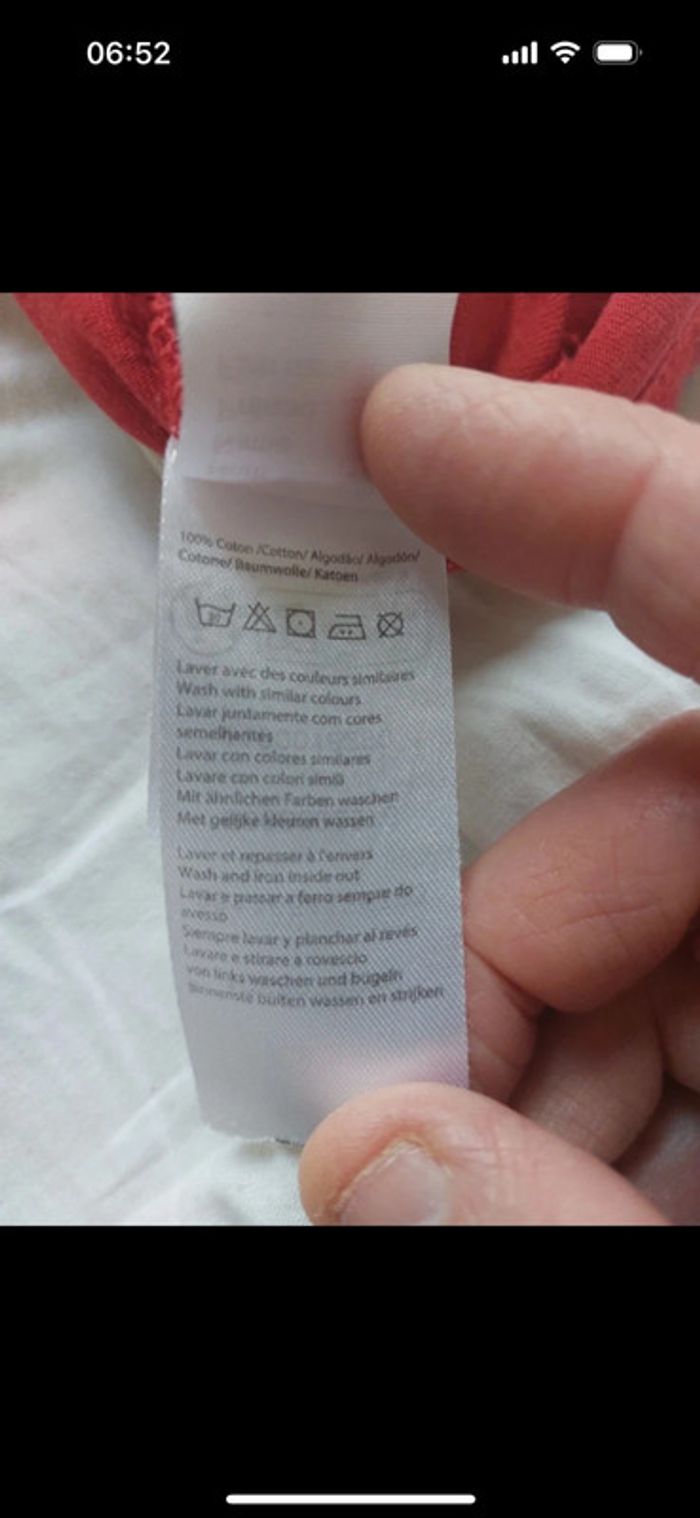 06:52
100% Coton /Cotton/ Algodão/ Algodón/
Cotone/ Baumwolle/ Katoen
30
Laver avec des couleurs similaires
Wash with similar colours
Lavar juntamente com cores
semelhantes
Lavar con colores similares
Lavare con colori simili
Mit ähnlichen Farben waschen
Met gelijke kleuren wassen
Laver et repasser à l'envers
Wash and iron inside out
Lavar e passar a ferro sempre do
avesso
Siempre lavar y planchar al revés
Lavare e stirare a rovescio
von links waschen und bügeln
binnenste buiten wassen en strijken